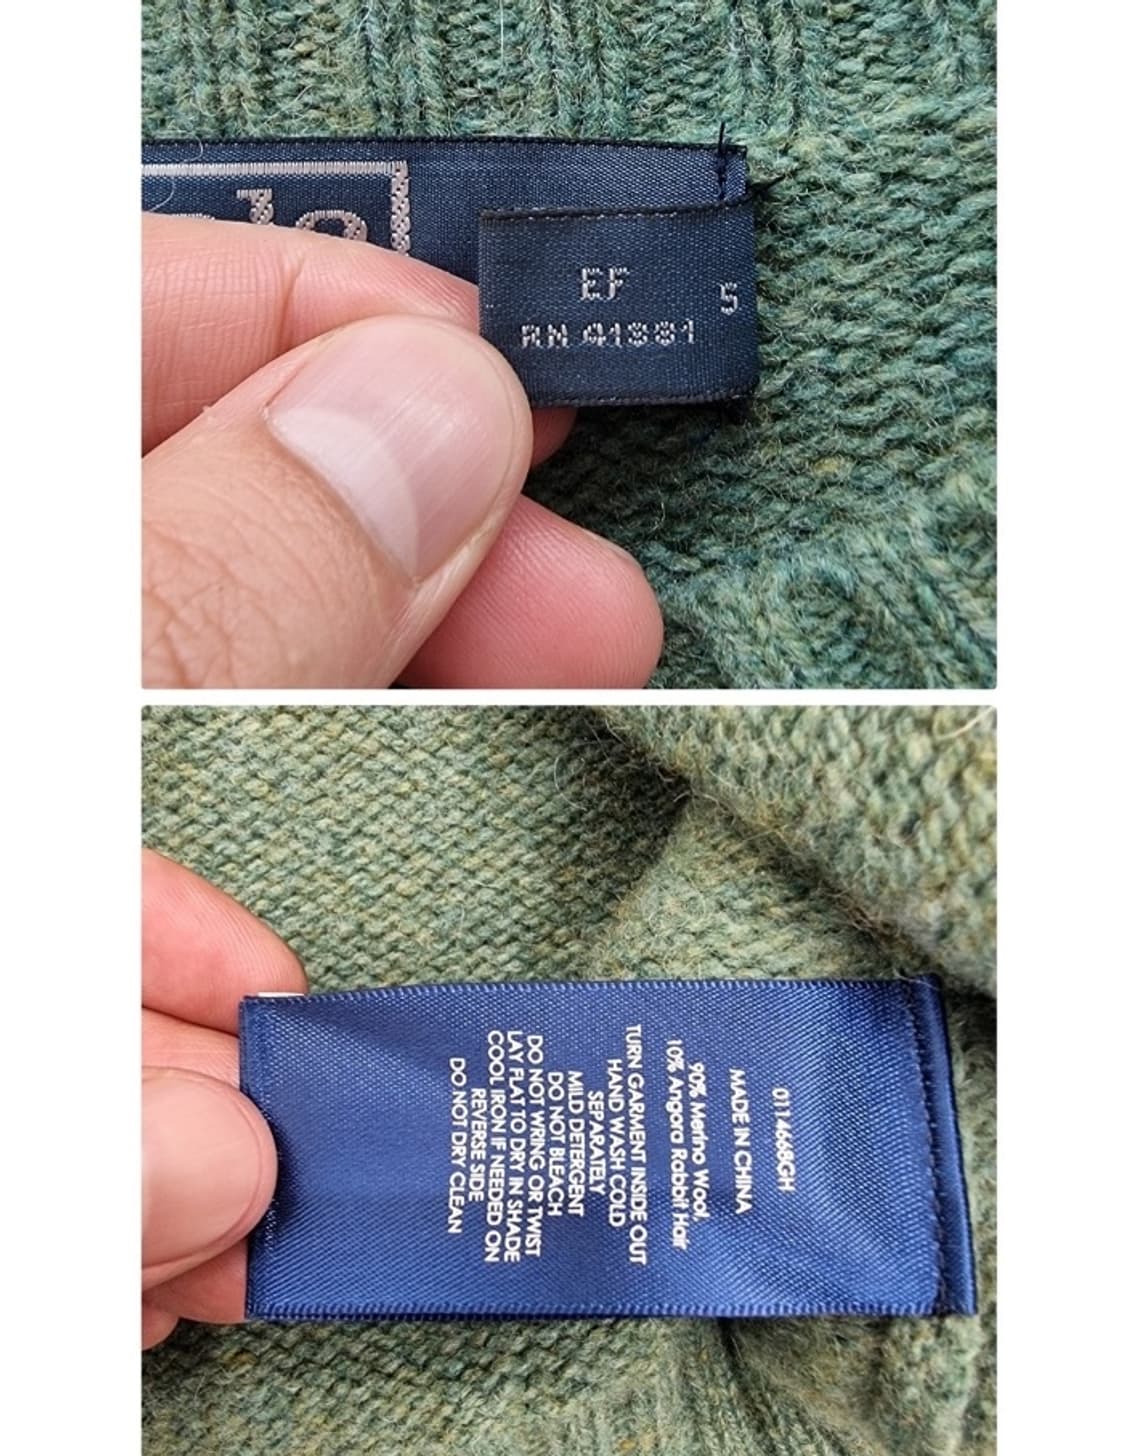 lo
EF
S
RN 41381
0114668GH
MADE IN CHINA
90% Merino Wool,
10% Angora Rabbit Hair
TURN GARMENT INSIDE OUT
HAND WASH COLD
SEPARATELY
MILD DETERGENT
DO NOT BLEACH
DO NOT WRING OR TWIST
LAY FLAT TO DRY IN SHADE
COOL IRON IF NEEDED ON
REVERSE SIDE
DO NOT DRY CLEAN